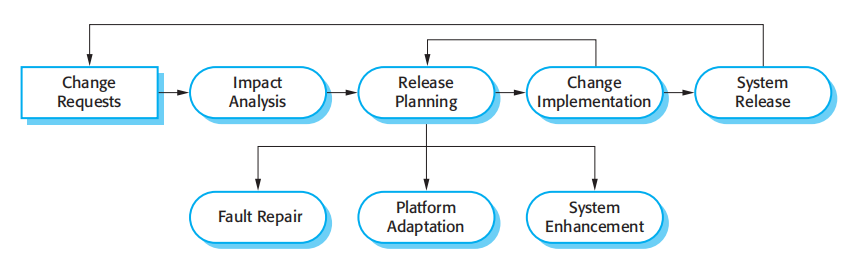 Change
Requests
Impact
Analysis
Release
Planning
Change
Implementation
System
Release
Fault Repair
Platform
Adaptation
System
Enhancement